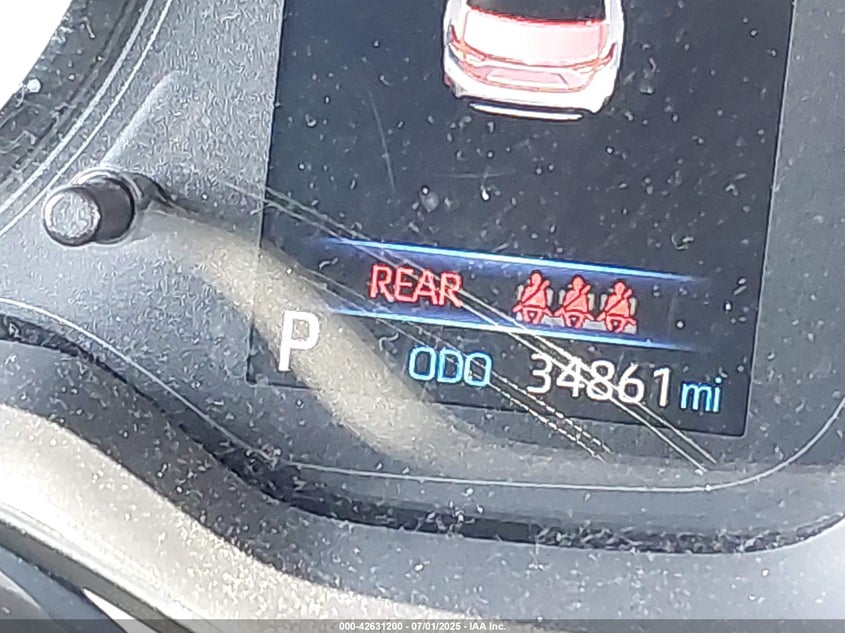 REAR
P
ODO 34861 mi
000-42631200 - 07/01/2025 - IAA Inc.